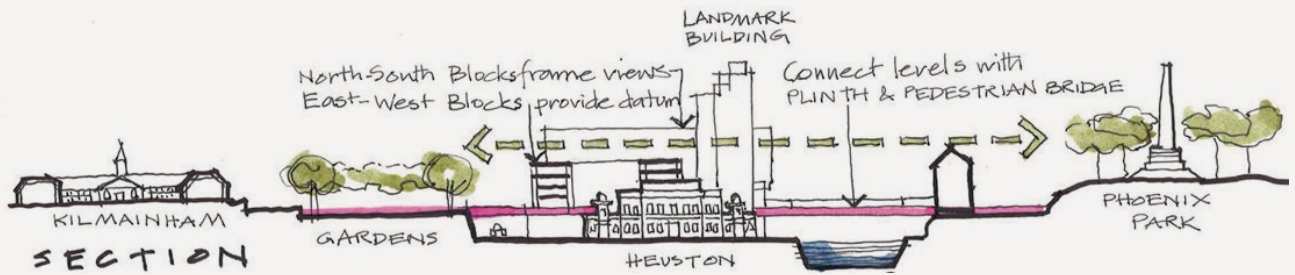 LANDMARK
BUILDING
North-South Blocks frame views
East-West Blocks provide datum
Connect levels with
PLINTH & PEDESTRIAN BRIDGE
KILMAINHAM
GARDENS
HEUSTON
PHOENIX
PARK
SECTION